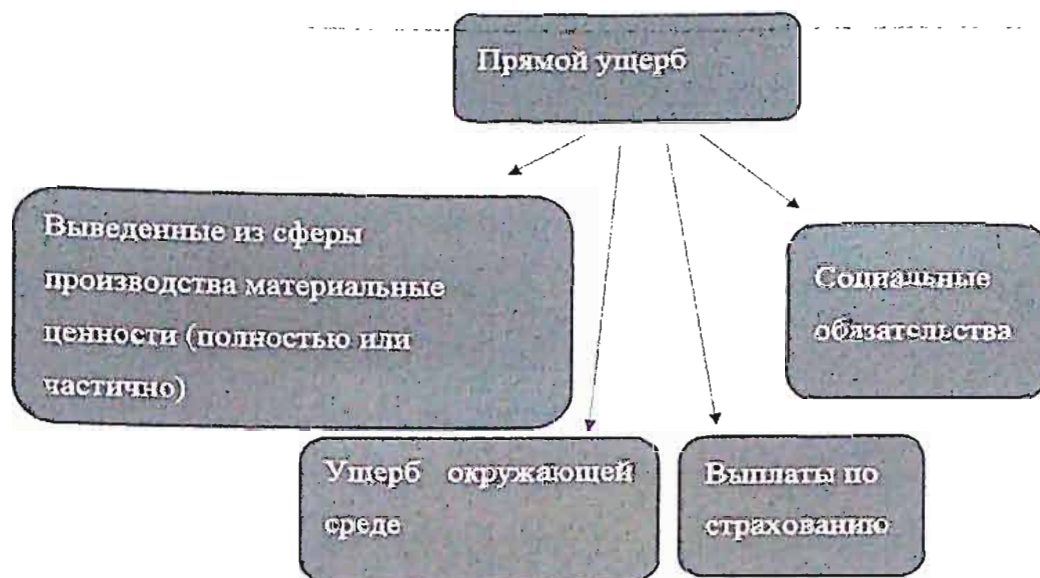 Прямой ущерб
Выведенные из сферы
производства материальные
ценности (полностью или
частично)
Социальные
обязательства
Ущерб окружающей
среде
Выплаты по
страхованию